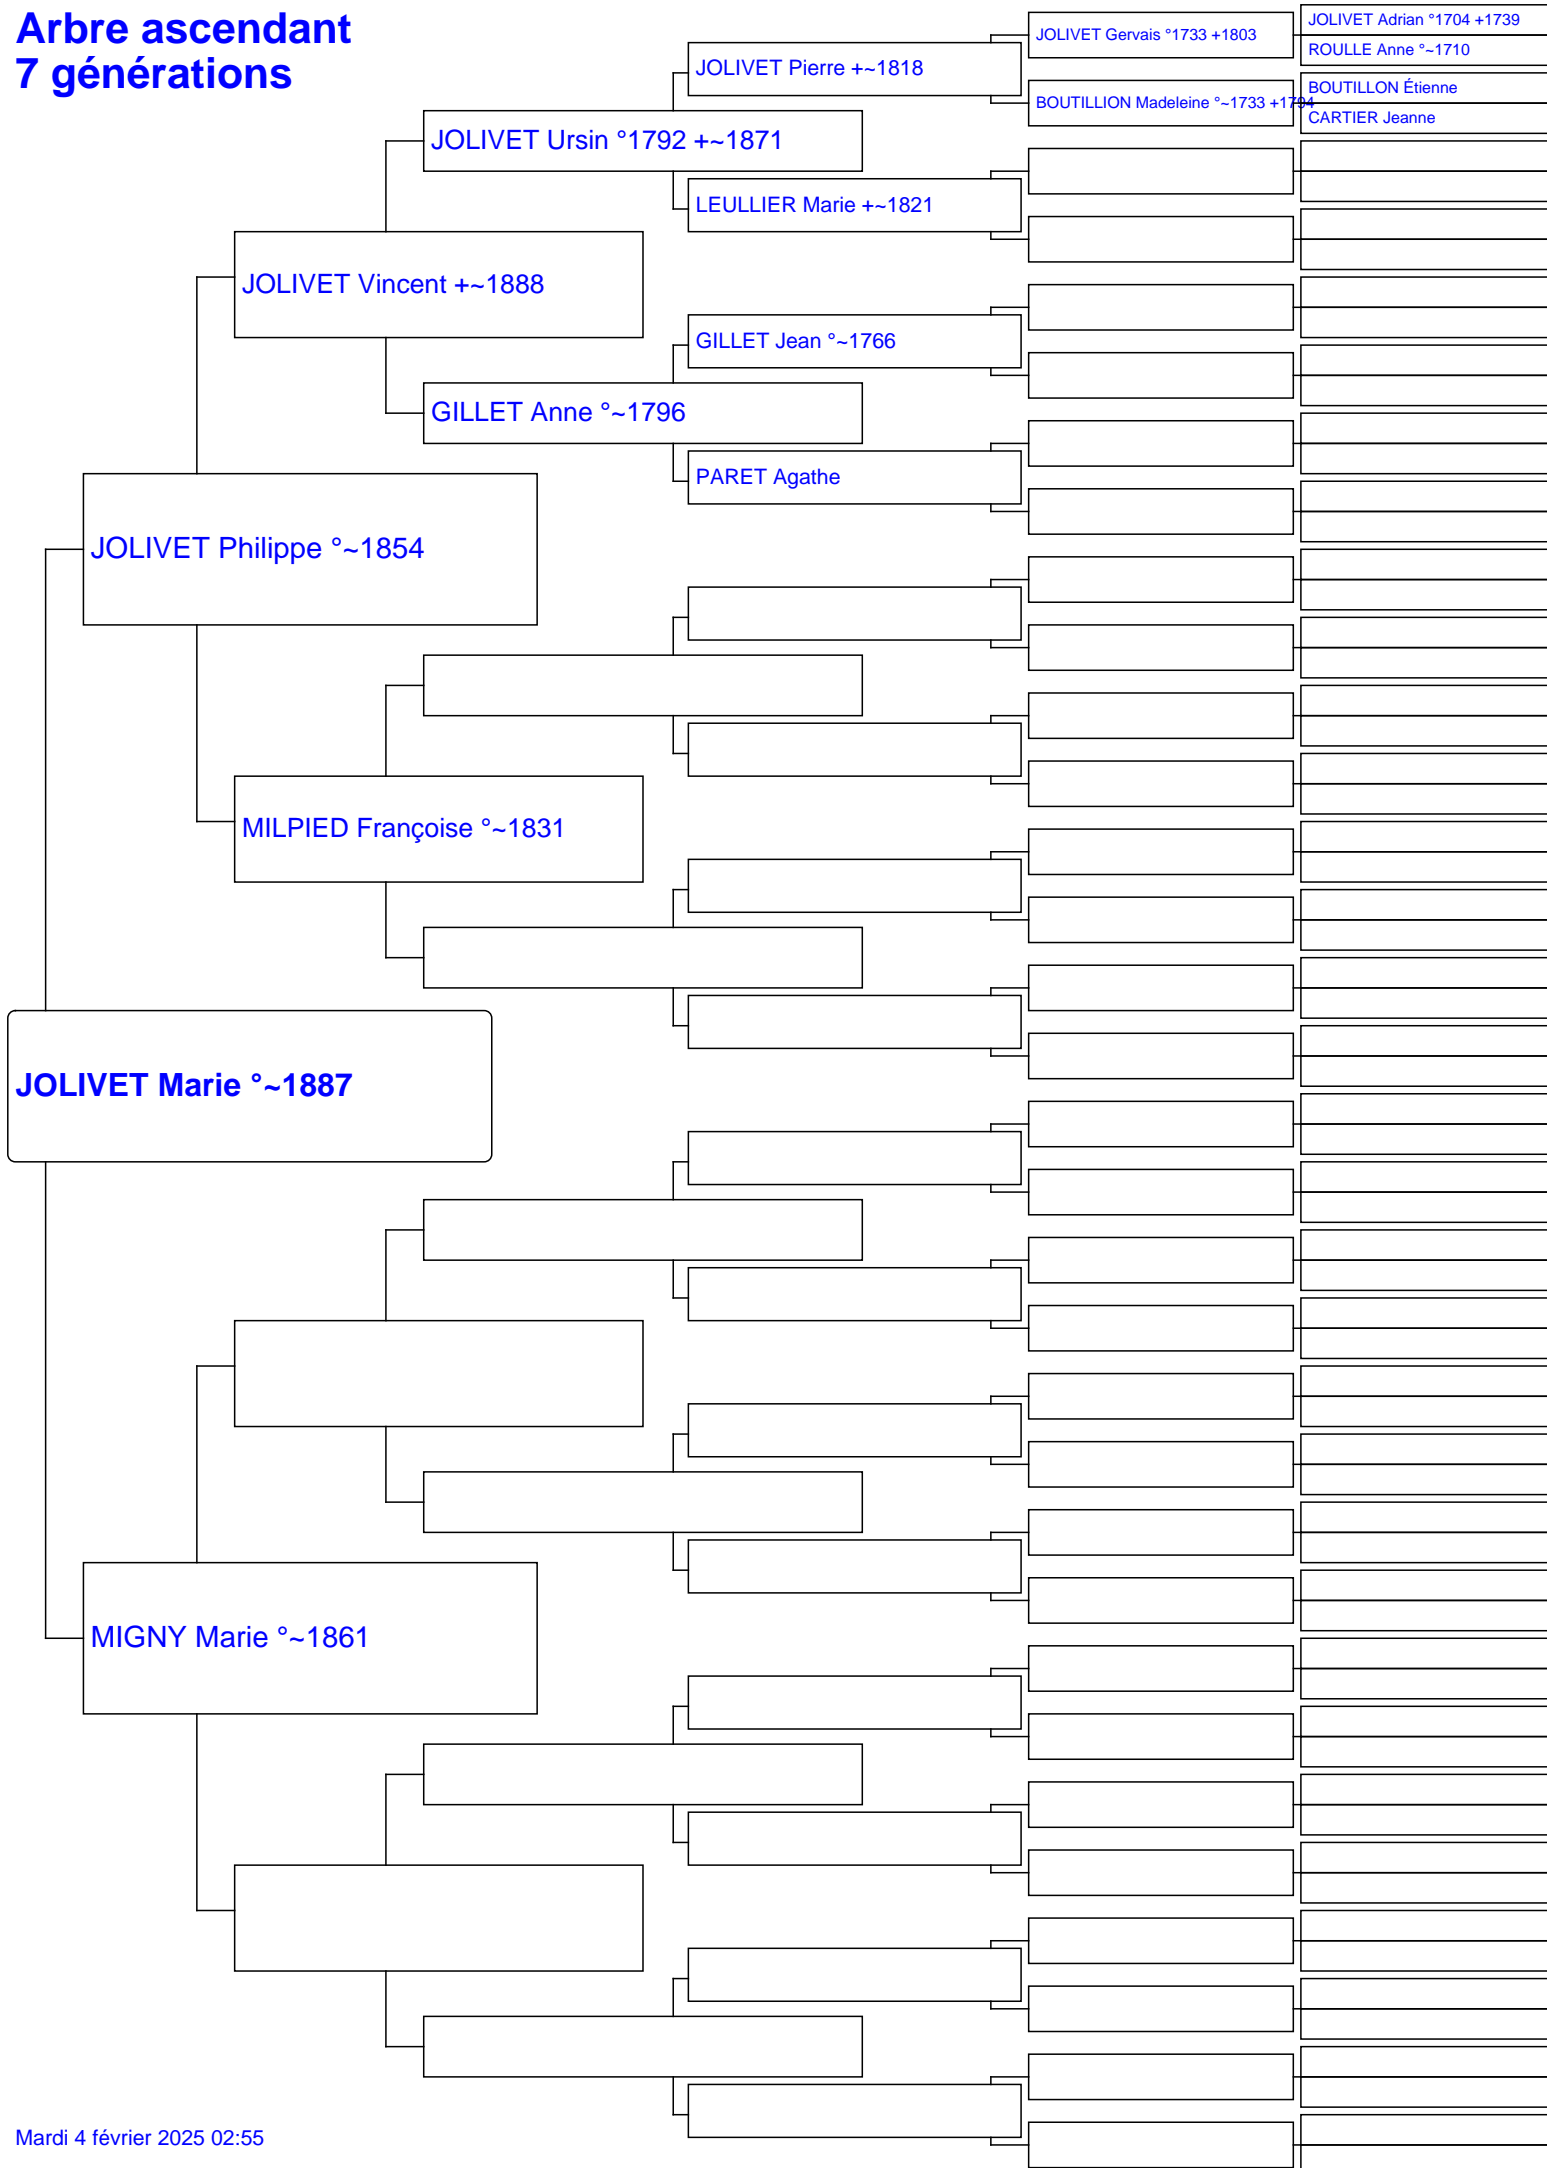 Arbre ascendant
7 générations
JOLIVET Gervais °1733 +1803
JOLIVET Adrian °1704 +1739
ROULLE Anne °~1710
JOLIVET Pierre +~1818
BOUTILLION Madeleine °~1733 +1794
BOUTILLON Étienne
CARTIER Jeanne
JOLIVET Ursin °1792 +~1871
LEULLIER Marie +~1821
JOLIVET Vincent +~1888
GILLET Jean °~1766
GILLET Anne °~1796
PARET Agathe
JOLIVET Philippe °~1854
MILPIED Françoise °~1831
JOLIVET Marie °~1887
MIGNY Marie °~1861
Mardi 4 février 2025 02:55